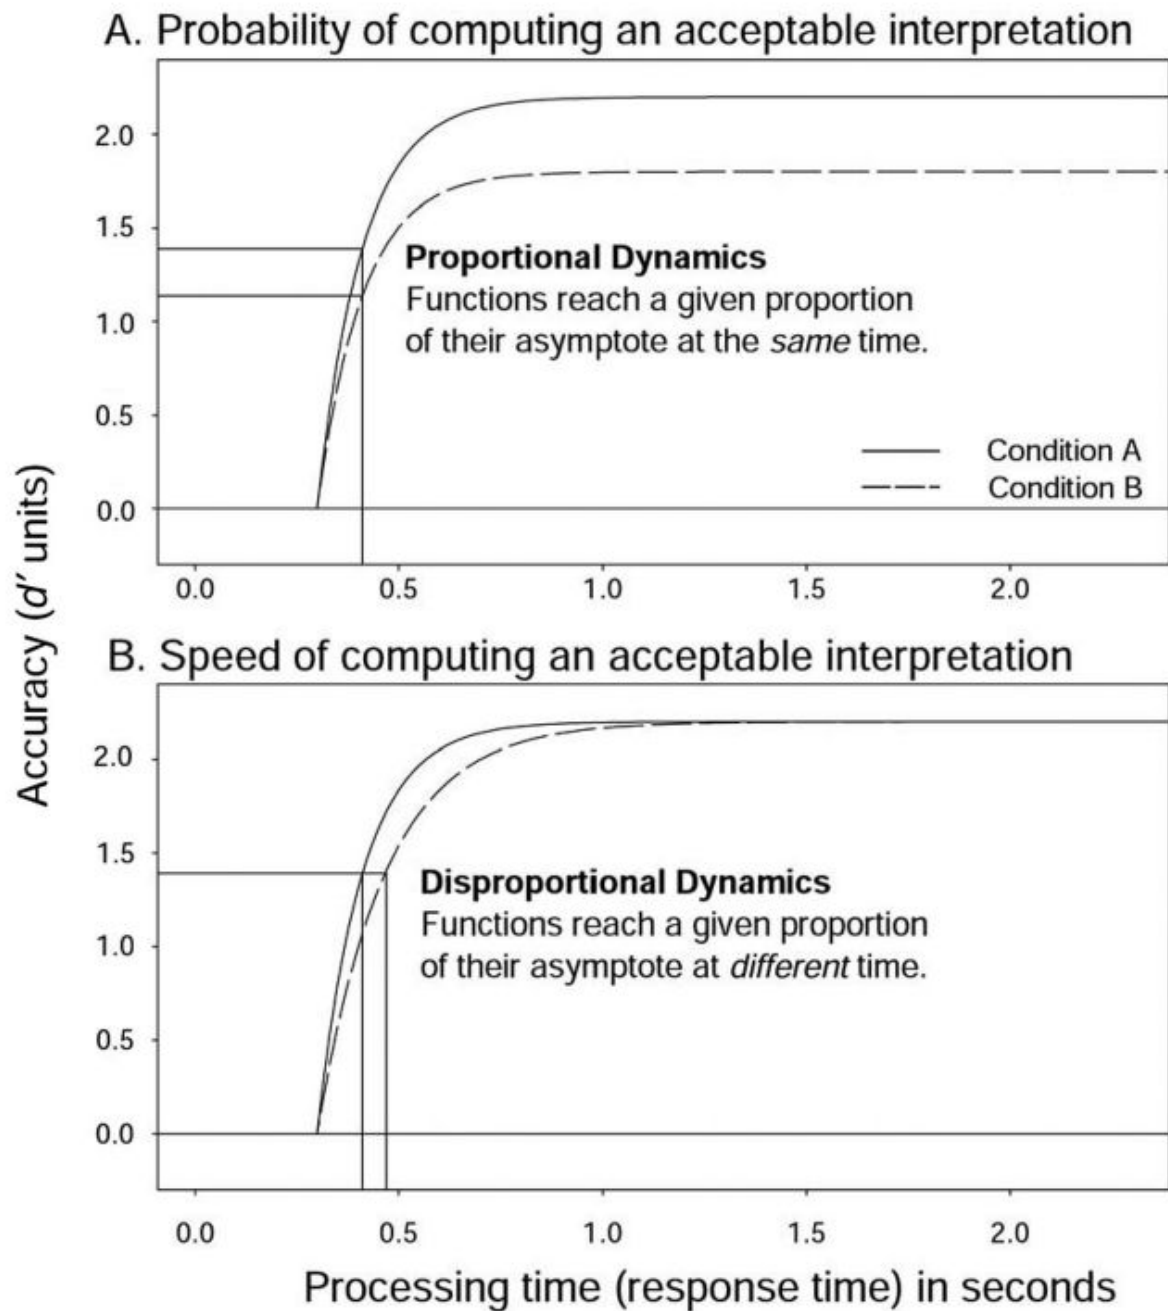 A. Probability of computing an acceptable interpretation
2.0
1.5
1.0
0.5
0.0
Proportional Dynamics
Functions reach a given proportion
of their asymptote at the same time.
Condition A
Condition B
0.0 0.5 1.0 1.5 2.0
Accuracy (d′ units)
B. Speed of computing an acceptable interpretation
2.0
1.5
1.0
0.5
0.0
Disproportional Dynamics
Functions reach a given proportion
of their asymptote at different time.
0.0 0.5 1.0 1.5 2.0
Processing time (response time) in seconds